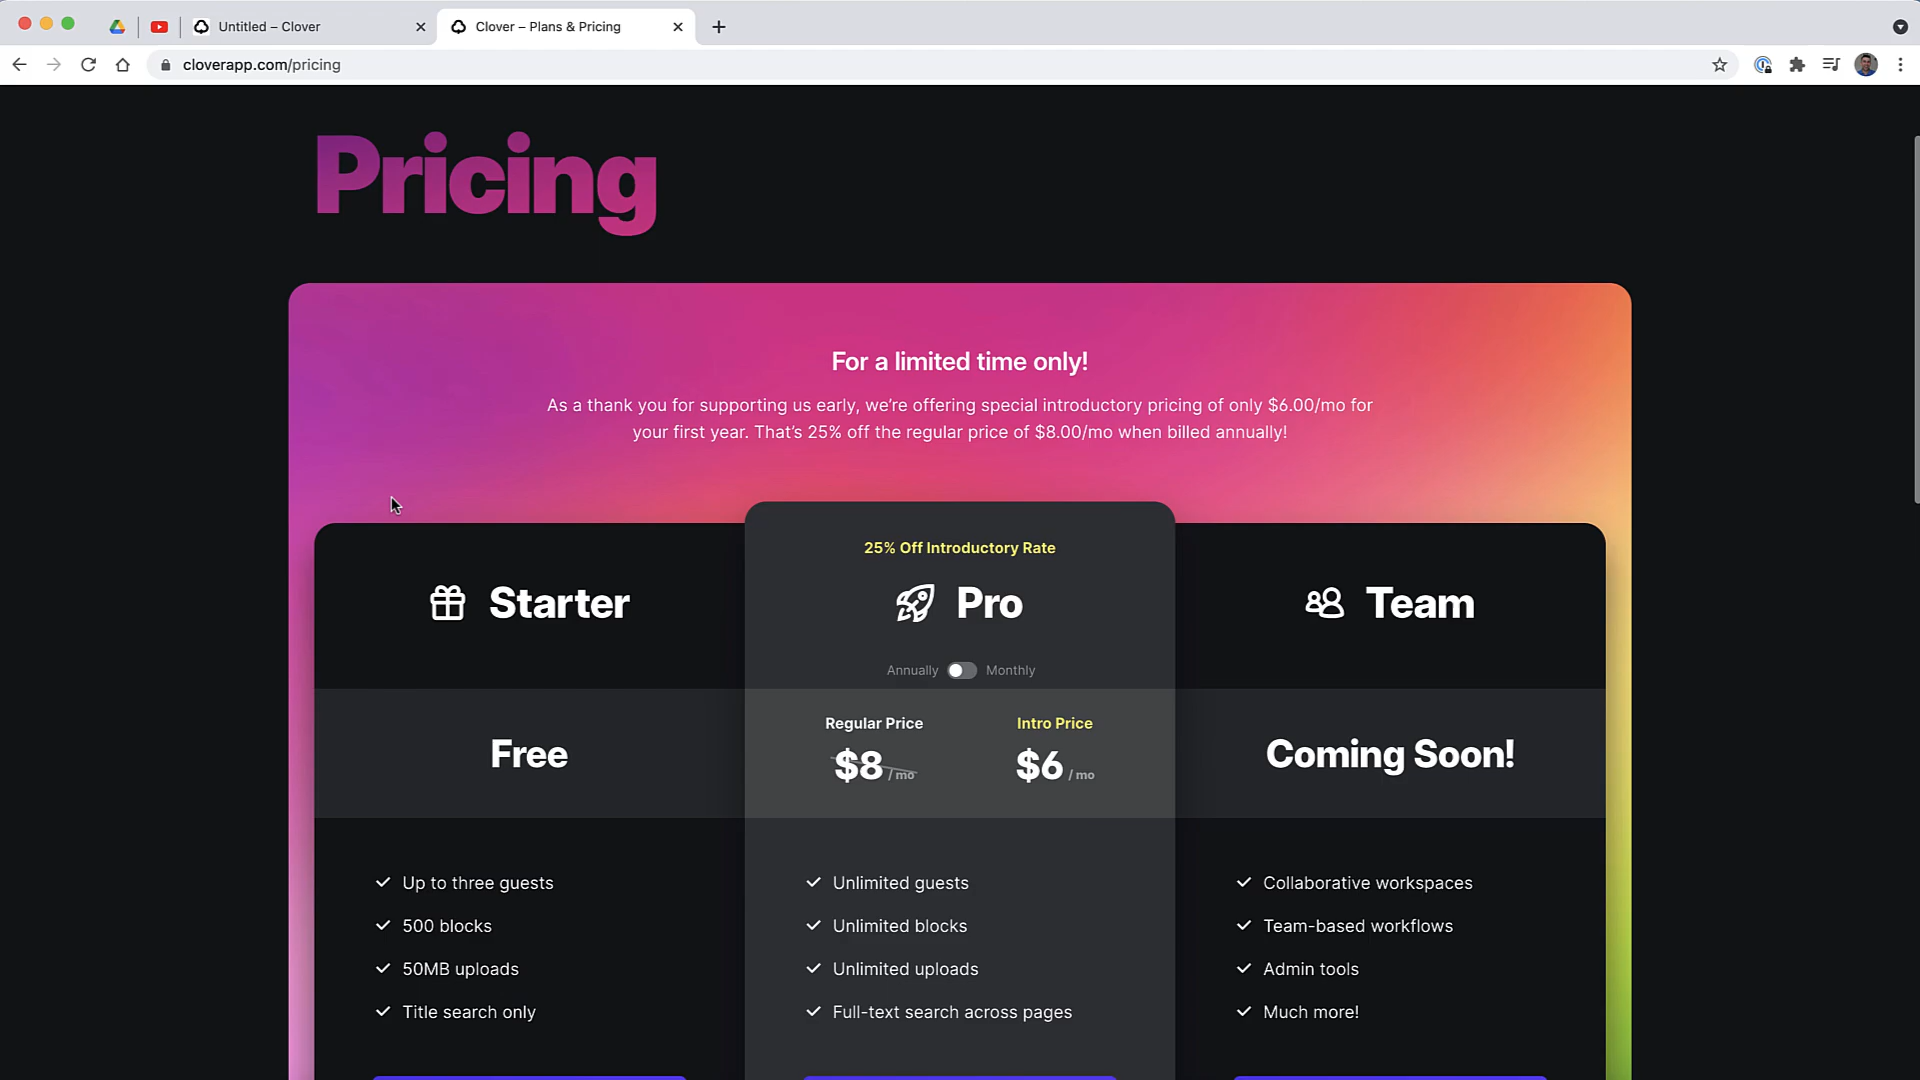 Untitled – Clover
Clover – Plans & Pricing
cloverapp.com/pricing
Pricing
For a limited time only!
As a thank you for supporting us early, we’re offering special introductory pricing of only $6.00/mo for
your first year. That’s 25% off the regular price of $8.00/mo when billed annually!
Starter
Free
Up to three guests
500 blocks
50MB uploads
Title search only
25% Off Introductory Rate
Pro
Annually Monthly
Regular Price Intro Price
$8 / mo $6 / mo
Unlimited guests
Unlimited blocks
Unlimited uploads
Full-text search across pages
Team
Coming Soon!
Collaborative workspaces
Team-based workflows
Admin tools
Much more!